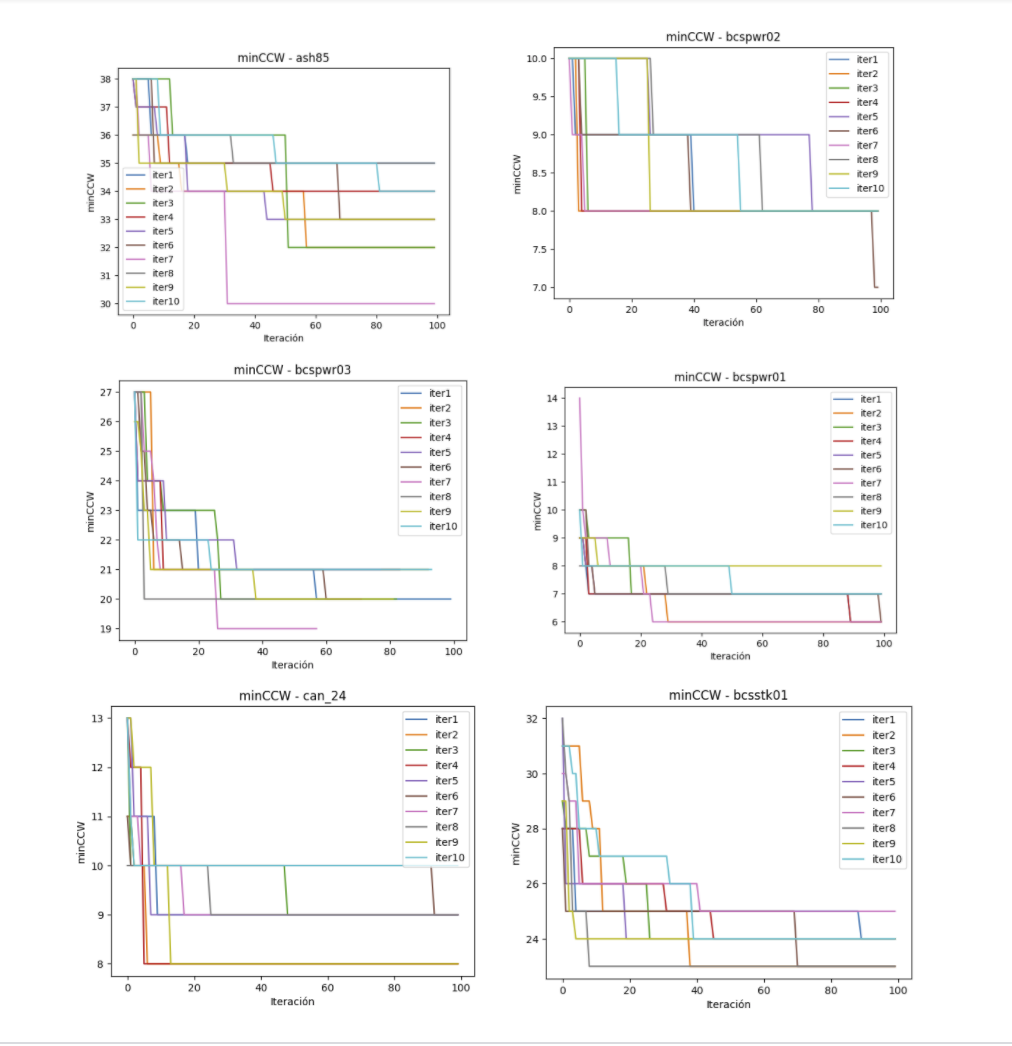 minCCW - ash85
38
37
36
35
34
33
32
31
30
minCCW
iter1
iter2
iter3
iter4
iter5
iter6
iter7
iter8
iter9
iter10
0 20 40 60 80 100
Iteración
minCCW - bcspwr02
10.0
9.5
9.0
8.5
8.0
7.5
7.0
minCCW
iter1
iter2
iter3
iter4
iter5
iter6
iter7
iter8
iter9
iter10
0 20 40 60 80 100
Iteración
minCCW - bcspwr03
27
26
25
24
23
22
21
20
19
minCCW
iter1
iter2
iter3
iter4
iter5
iter6
iter7
iter8
iter9
iter10
0 20 40 60 80 100
Iteración
minCCW - bcspwr01
14
13
12
11
10
9
8
7
6
minCCW
iter1
iter2
iter3
iter4
iter5
iter6
iter7
iter8
iter9
iter10
0 20 40 60 80 100
Iteración
minCCW - can_24
13
12
11
10
9
8
minCCW
iter1
iter2
iter3
iter4
iter5
iter6
iter7
iter8
iter9
iter10
0 20 40 60 80 100
Iteración
minCCW - bcsstk01
32
30
28
26
24
minCCW
iter1
iter2
iter3
iter4
iter5
iter6
iter7
iter8
iter9
iter10
0 20 40 60 80 100
Iteración